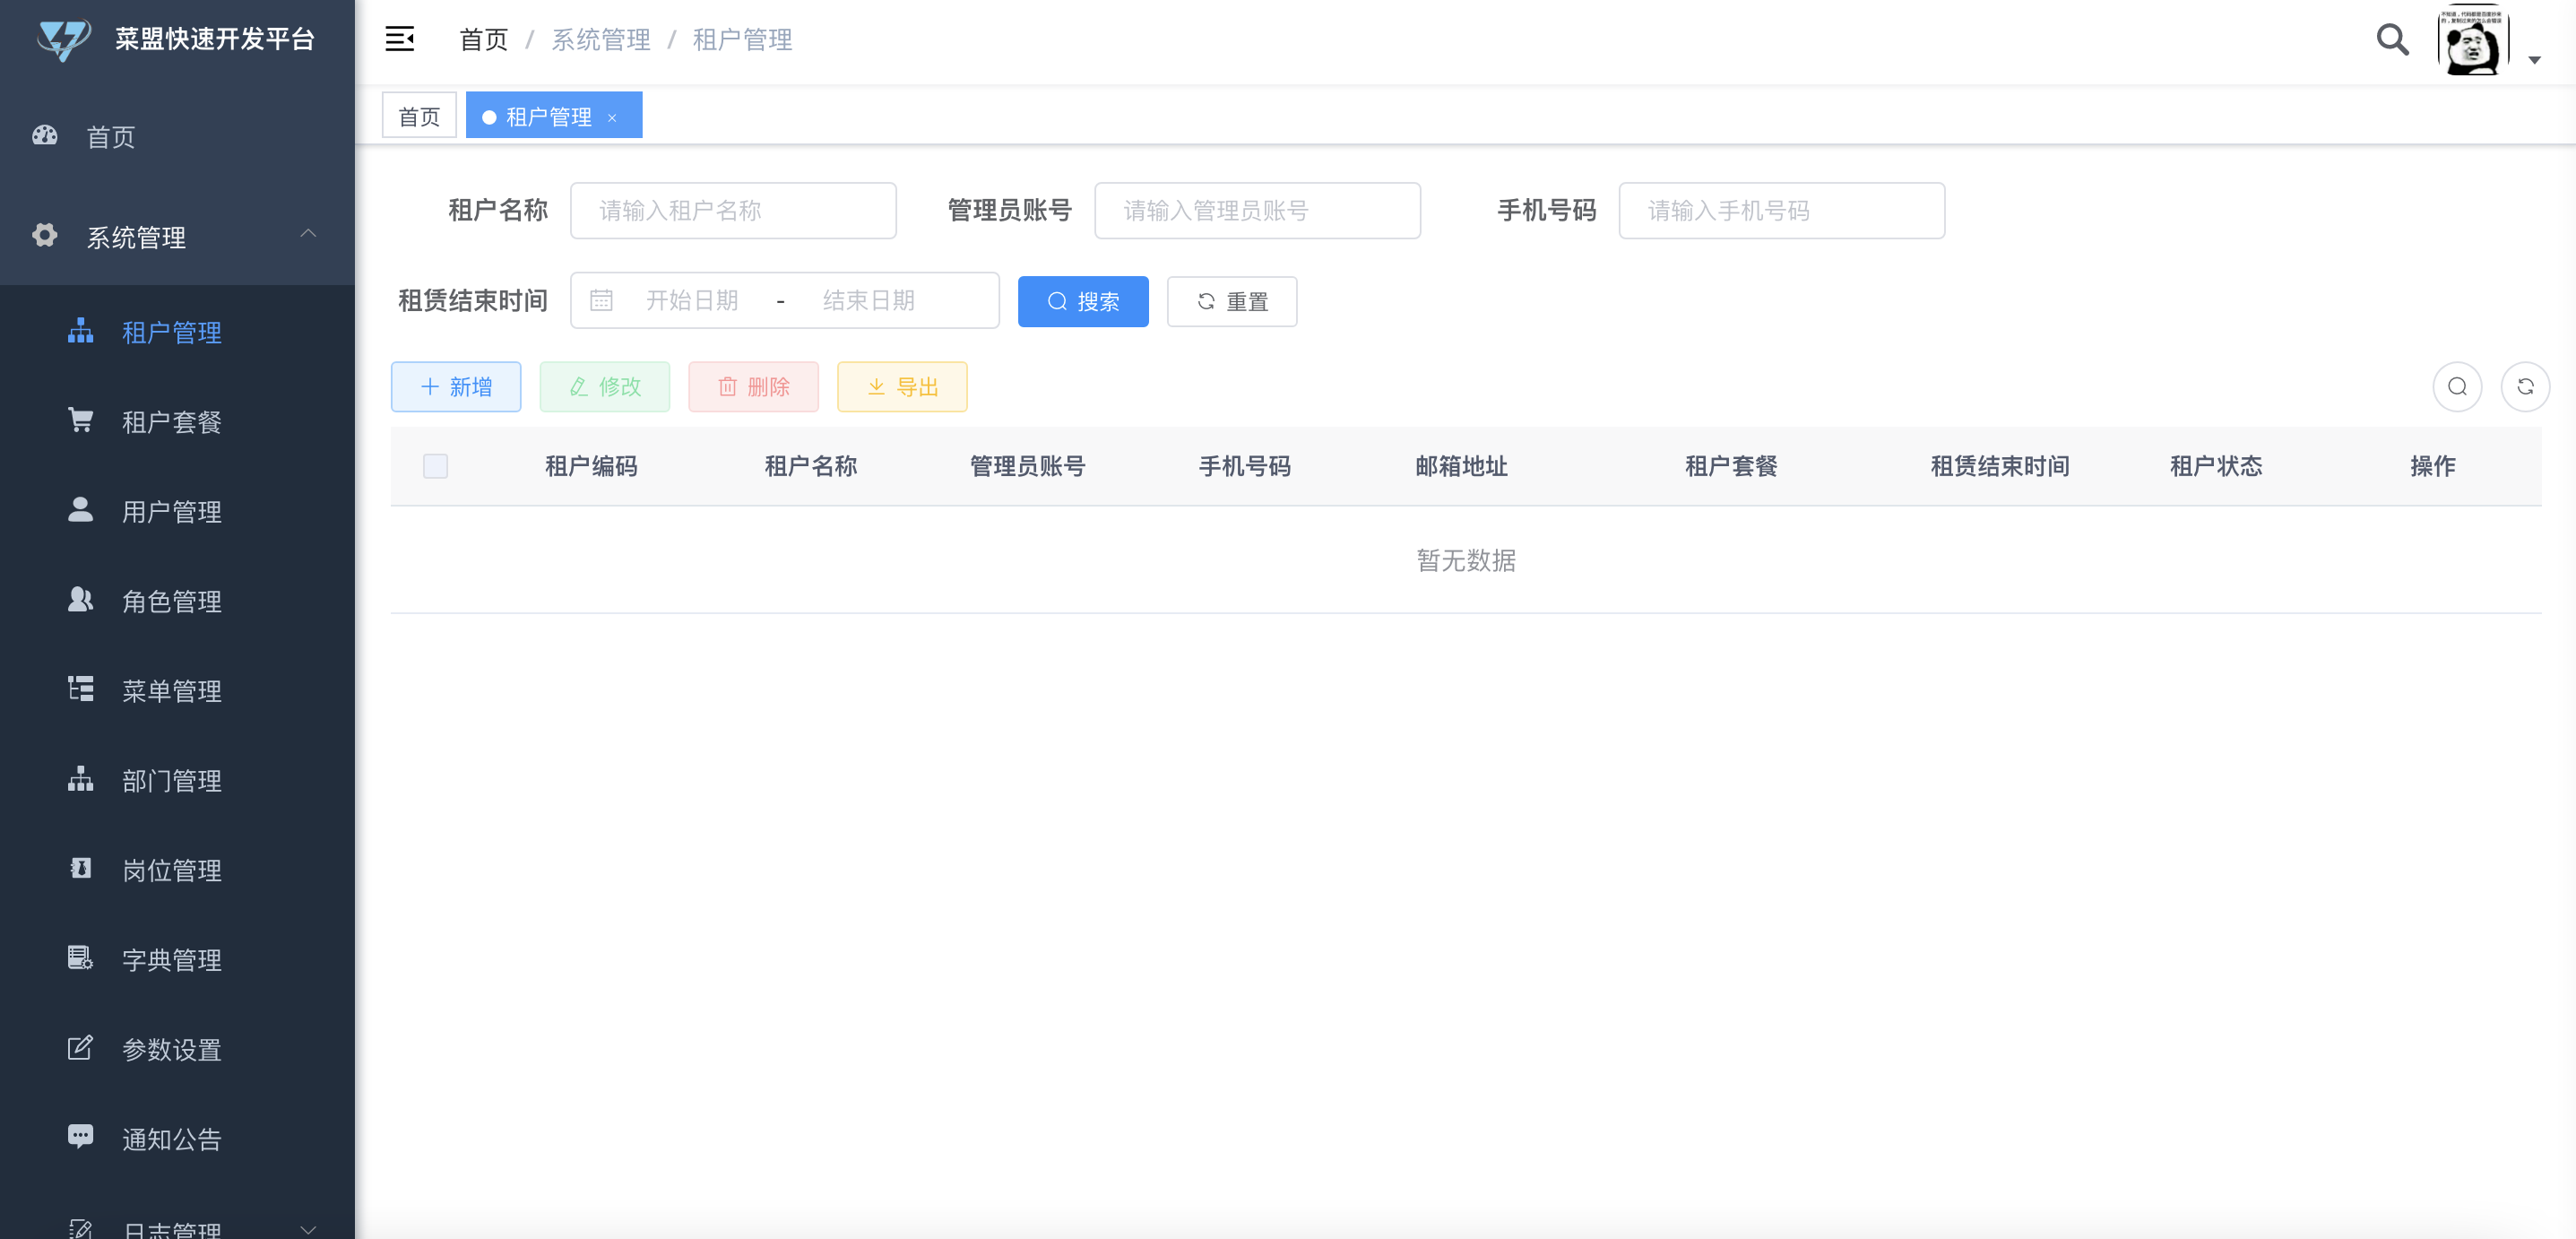 菜盟快速开发平台
首页 / 系统管理 / 租户管理
首页
租户管理 ×
首页
系统管理
租户管理
租户套餐
用户管理
角色管理
菜单管理
部门管理
岗位管理
字典管理
参数设置
通知公告
日志管理
租户名称 请输入租户名称 管理员账号 请输入管理员账号 手机号码 请输入手机号码
租赁结束时间 开始日期 - 结束日期 搜索 重置
新增 修改 删除 导出
租户编码 租户名称 管理员账号 手机号码 邮箱地址 租户套餐 租赁结束时间 租户状态 操作
暂无数据